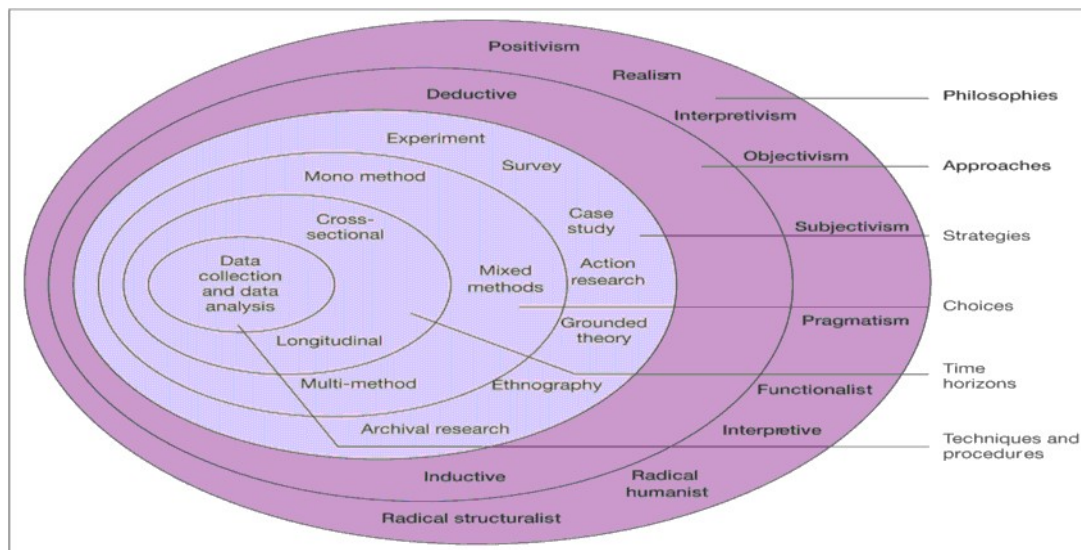 Positivism
Realism
Philosophies
Deductive
Interpretivism
Experiment
Survey
Objectivism
Approaches
Mono method
Cross-
sectional
Case
study
Subjectivism
Strategies
Data
collection
and data
analysis
Mixed
methods
Action
research
Choices
Pragmatism
Grounded
theory
Longitudinal
Time
horizons
Multi-method
Ethnography
Functionalist
Archival research
Interpretive
Techniques and
procedures
Inductive
Radical
humanist
Radical structuralist